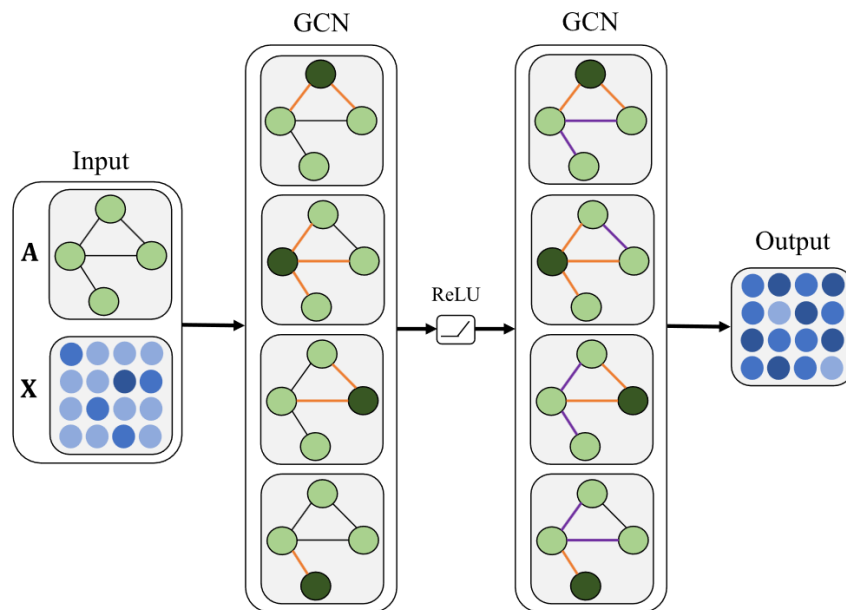 GCN
GCN
Input
A
X
ReLU
Output